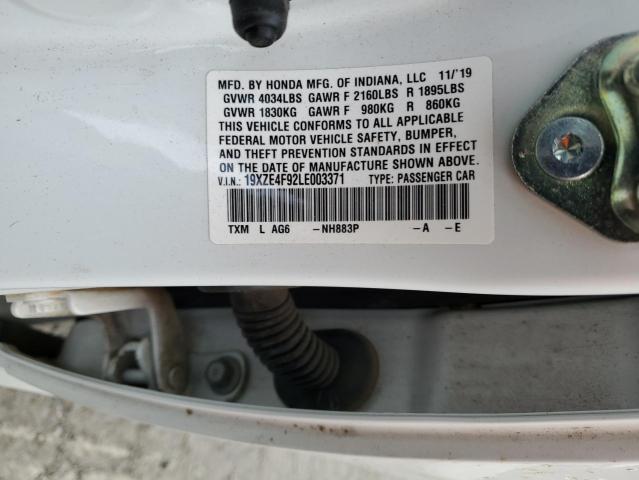 MFD. BY HONDA MFG. OF INDIANA, LLC 11/'19
GVWR 4034LBS GAWR F 2160LBS R 1895LBS
GVWR 1830KG GAWR F 980KG R 860KG
THIS VEHICLE CONFORMS TO ALL APPLICABLE
FEDERAL MOTOR VEHICLE SAFETY, BUMPER,
AND THEFT PREVENTION STANDARDS IN EFFECT
ON THE DATE OF MANUFACTURE SHOWN ABOVE.
V.I.N.: 19XZE4F92LE003371 TYPE: PASSENGER CAR
TXM L AG6 -NH883P -A -E